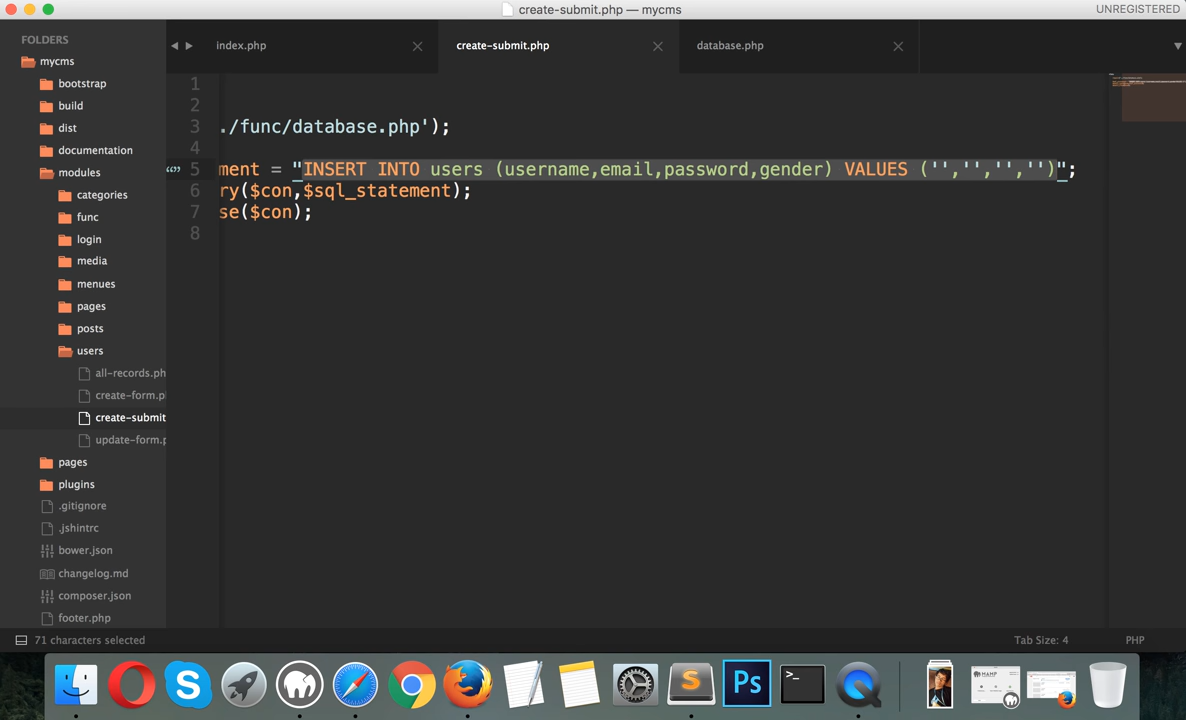 create-submit.php — mycms
UNREGISTERED
FOLDERS
mycms
bootstrap
build
dist
documentation
modules
categories
func
login
media
menues
pages
posts
users
all-records.ph
create-form.p
create-submit
update-form.p
pages
plugins
.gitignore
.jshintrc
bower.json
changelog.md
composer.json
footer.php
index.php
create-submit.php
database.php
1
2
3 ./func/database.php');
4
5 ment = "INSERT INTO users (username,email,password,gender) VALUES ('','','','')";
6 ry($con,$sql_statement);
7 se($con);
8
71 characters selected
Tab Size: 4
PHP
S
S
Ps
>_
MAMP